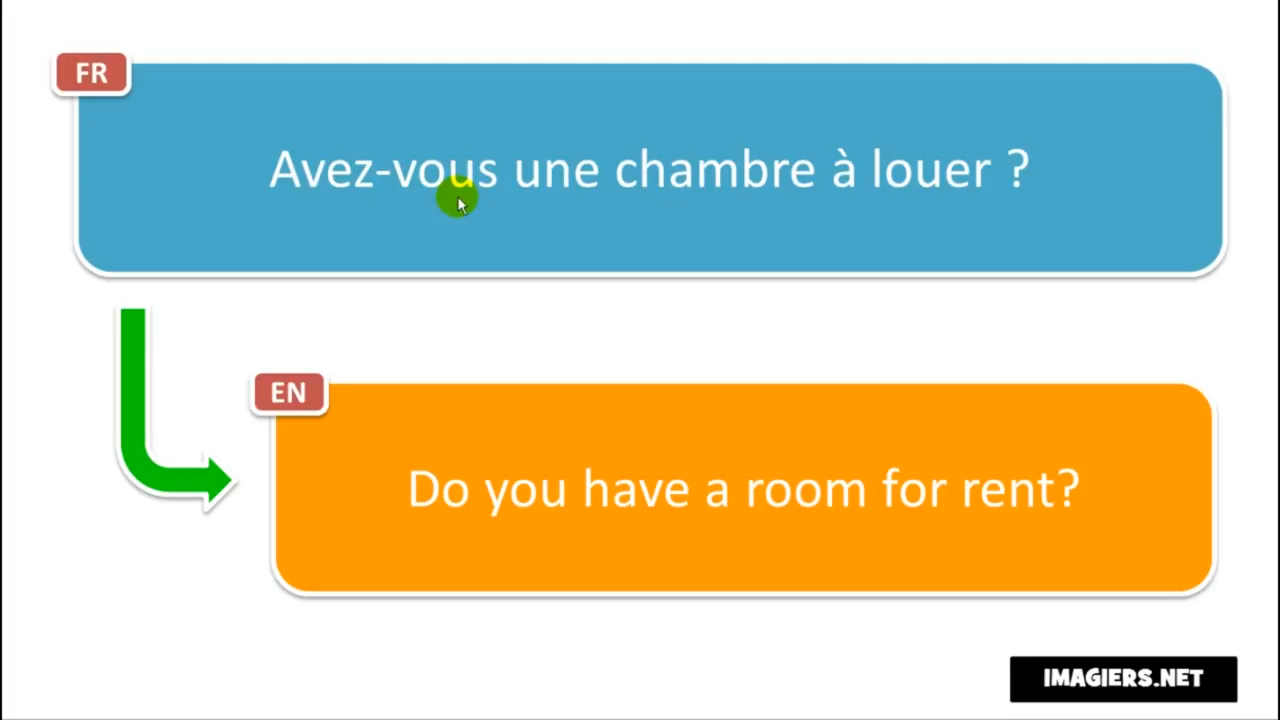 FR
Avez-vous une chambre à louer ?
EN
Do you have a room for rent?
IMAGIERS.NET